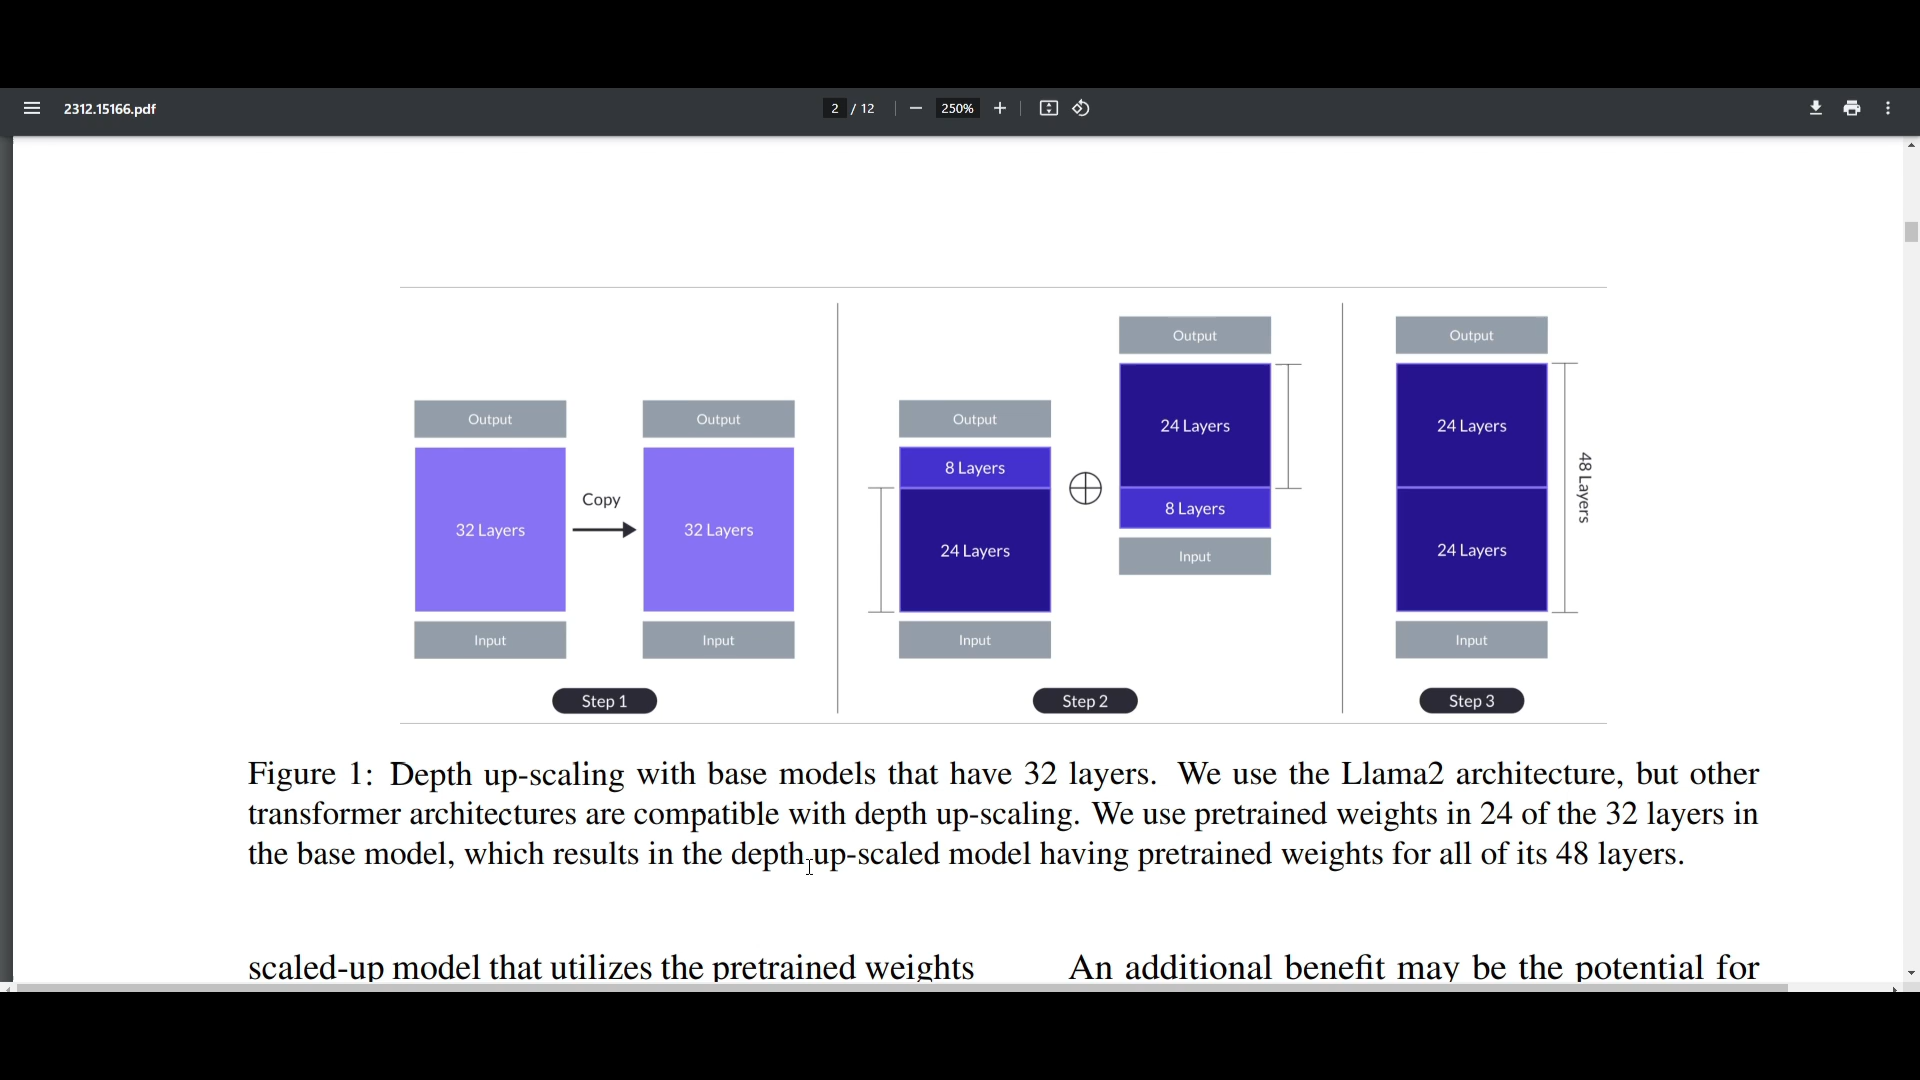 2312.15166.pdf
2 / 12
250%
Output
Output
32 Layers
Copy
32 Layers
Input
Input
Step 1
Output
8 Layers
24 Layers
Input
Output
24 Layers
8 Layers
Input
Step 2
Output
24 Layers
24 Layers
Input
48 Layers
Step 3
Figure 1: Depth up-scaling with base models that have 32 layers. We use the Llama2 architecture, but other
transformer architectures are compatible with depth up-scaling. We use pretrained weights in 24 of the 32 layers in
the base model, which results in the depth up-scaled model having pretrained weights for all of its 48 layers.
scaled-up model that utilizes the pretrained weights
An additional benefit may be the potential for